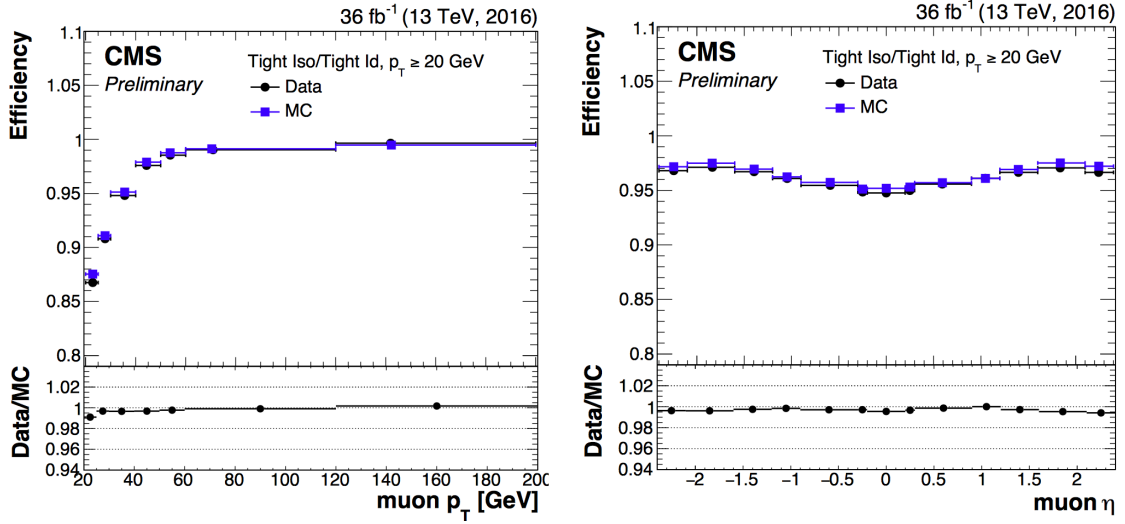 36 fb⁻¹ (13 TeV, 2016)
Efficiency
1.1
1.05
1
0.95
0.9
0.85
0.8
CMS
Preliminary
Tight Iso/Tight Id, p_T ≥ 20 GeV
Data
MC
Data/MC
1.02
1
0.98
0.96
0.94
20 40 60 80 100 120 140 160 180 200
muon p_T [GeV]
36 fb⁻¹ (13 TeV, 2016)
Efficiency
1.1
1.05
1
0.95
0.9
0.85
0.8
CMS
Preliminary
Tight Iso/Tight Id, p_T ≥ 20 GeV
Data
MC
Data/MC
1.02
1
0.98
0.96
0.94
−2 −1.5 −1 −0.5 0 0.5 1 1.5 2
muon η